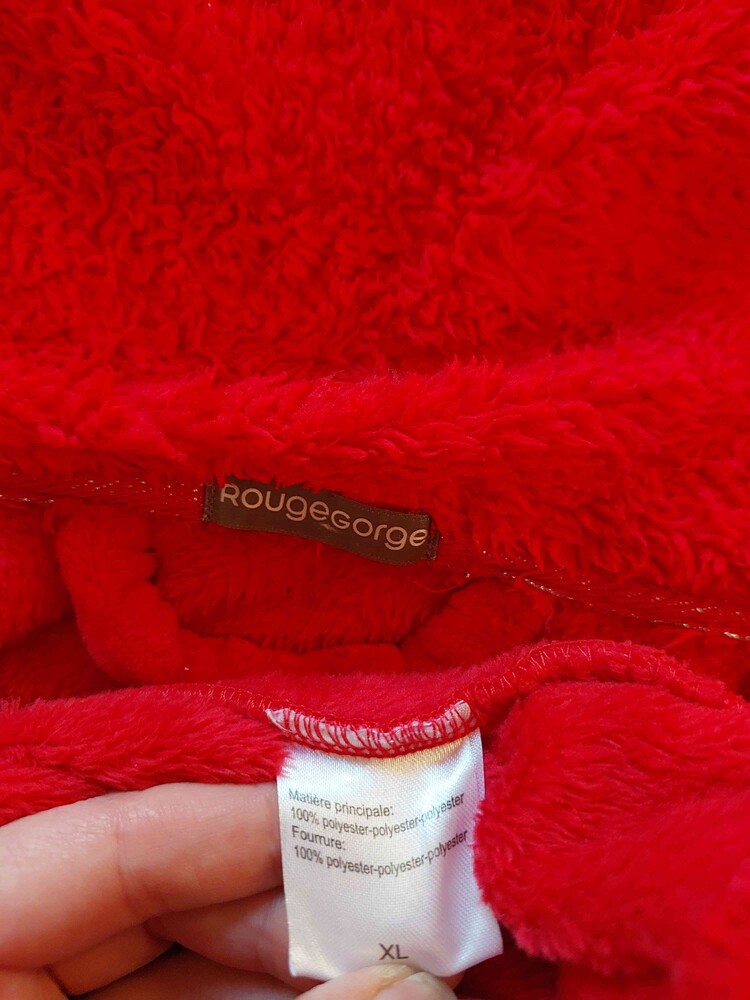 ROUGEGORGE
Matière principale:
100% polyester-polyester-polyester
Fourrure:
100% polyester-polyester-polyester
XL